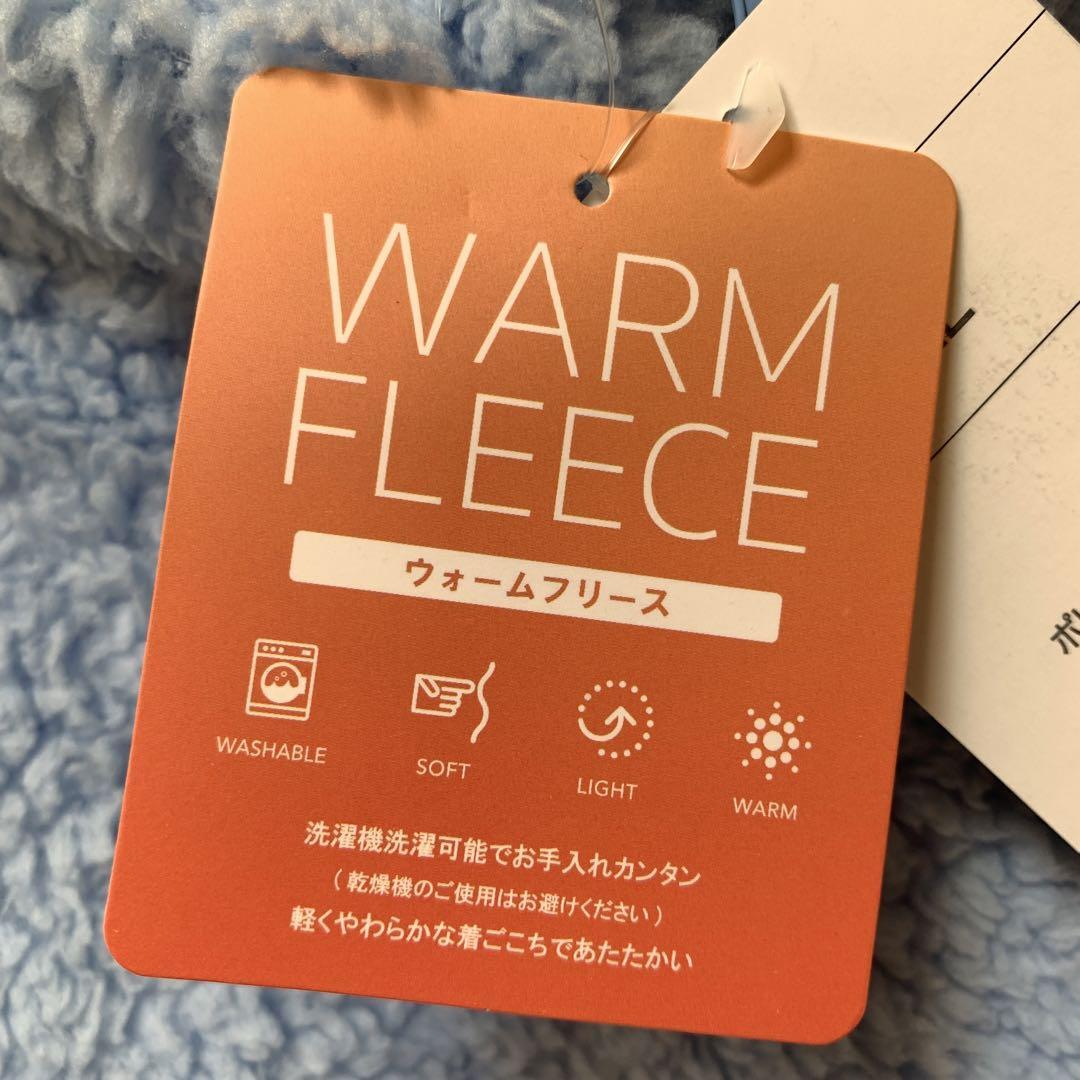 WARM
FLEECE
ウォームフリース
WASHABLE
SOFT
LIGHT
WARM
洗濯機洗濯可能でお手入れカンタン
(乾燥機のご使用はお避けください)
軽くやわらかな着ごこちであたたかい